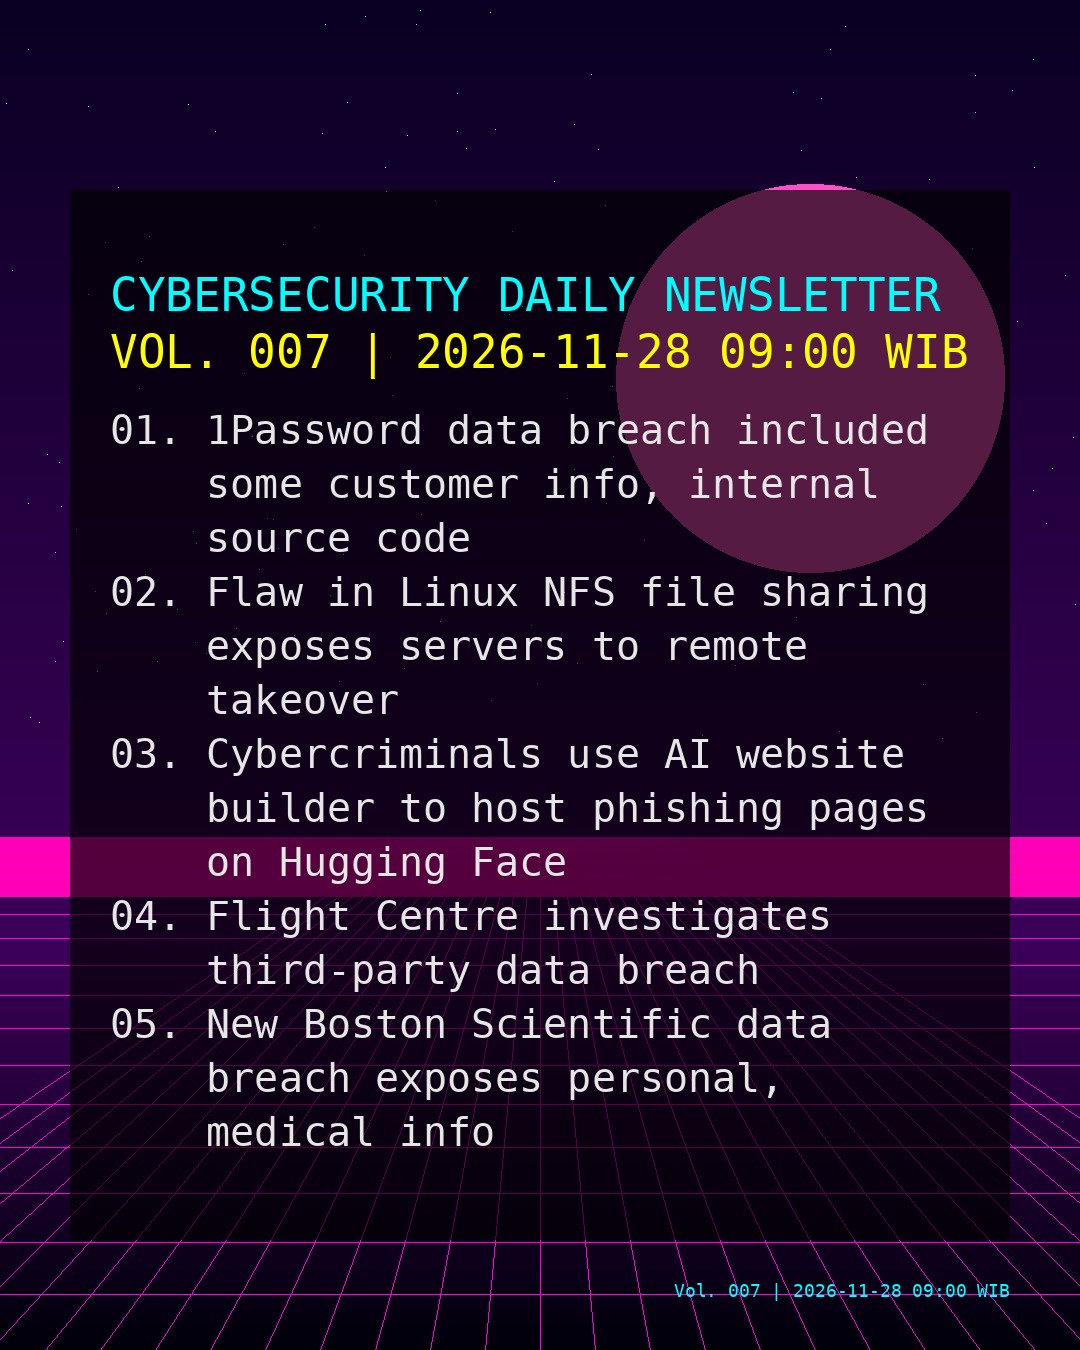 CYBERSECURITY DAILY NEWSLETTER
VOL. 007 | 2026-11-28 09:00 WIB
01. 1Password data breach included
some customer info, internal
source code
02. Flaw in Linux NFS file sharing
exposes servers to remote
takeover
03. Cybercriminals use AI website
builder to host phishing pages
on Hugging Face
04. Flight Centre investigates
third-party data breach
05. New Boston Scientific data
breach exposes personal,
medical info
Vol. 007 | 2026-11-28 09:00 WIB